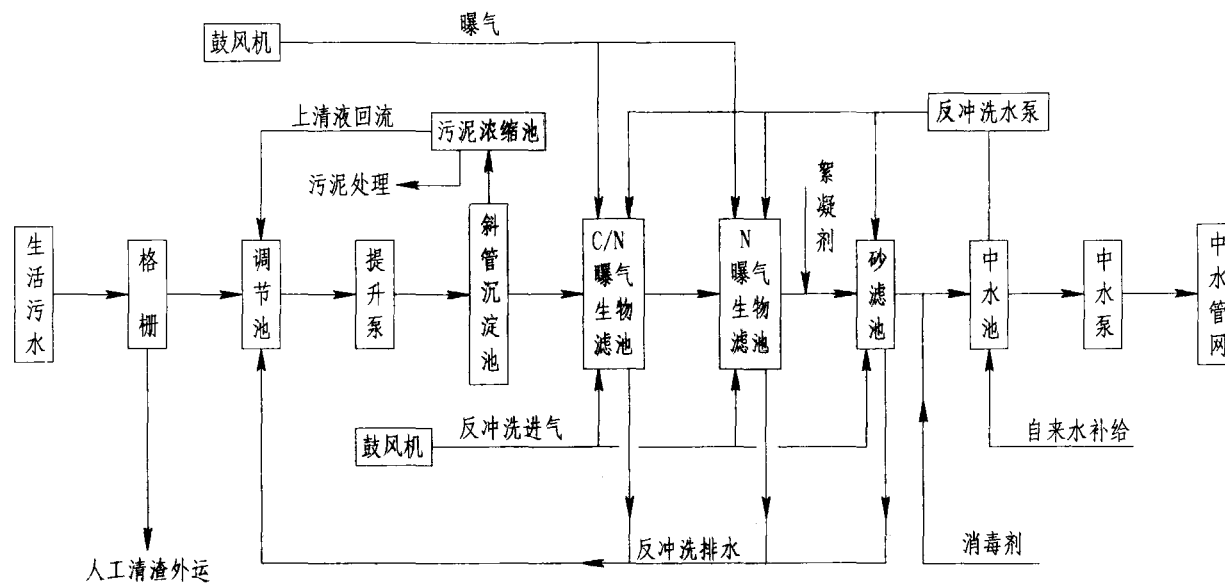 曝气
鼓风机
反冲洗水泵
上清液回流
污泥浓缩池
污泥处理
絮凝剂
生活污水
格栅
调节池
提升泵
斜管沉淀池
C/N
曝气
生物
滤池
N
曝气
生物
滤池
砂滤池
中水池
中水泵
中水管网
反冲洗进气
鼓风机
自来水补给
反冲洗排水
消毒剂
人工清渣外运